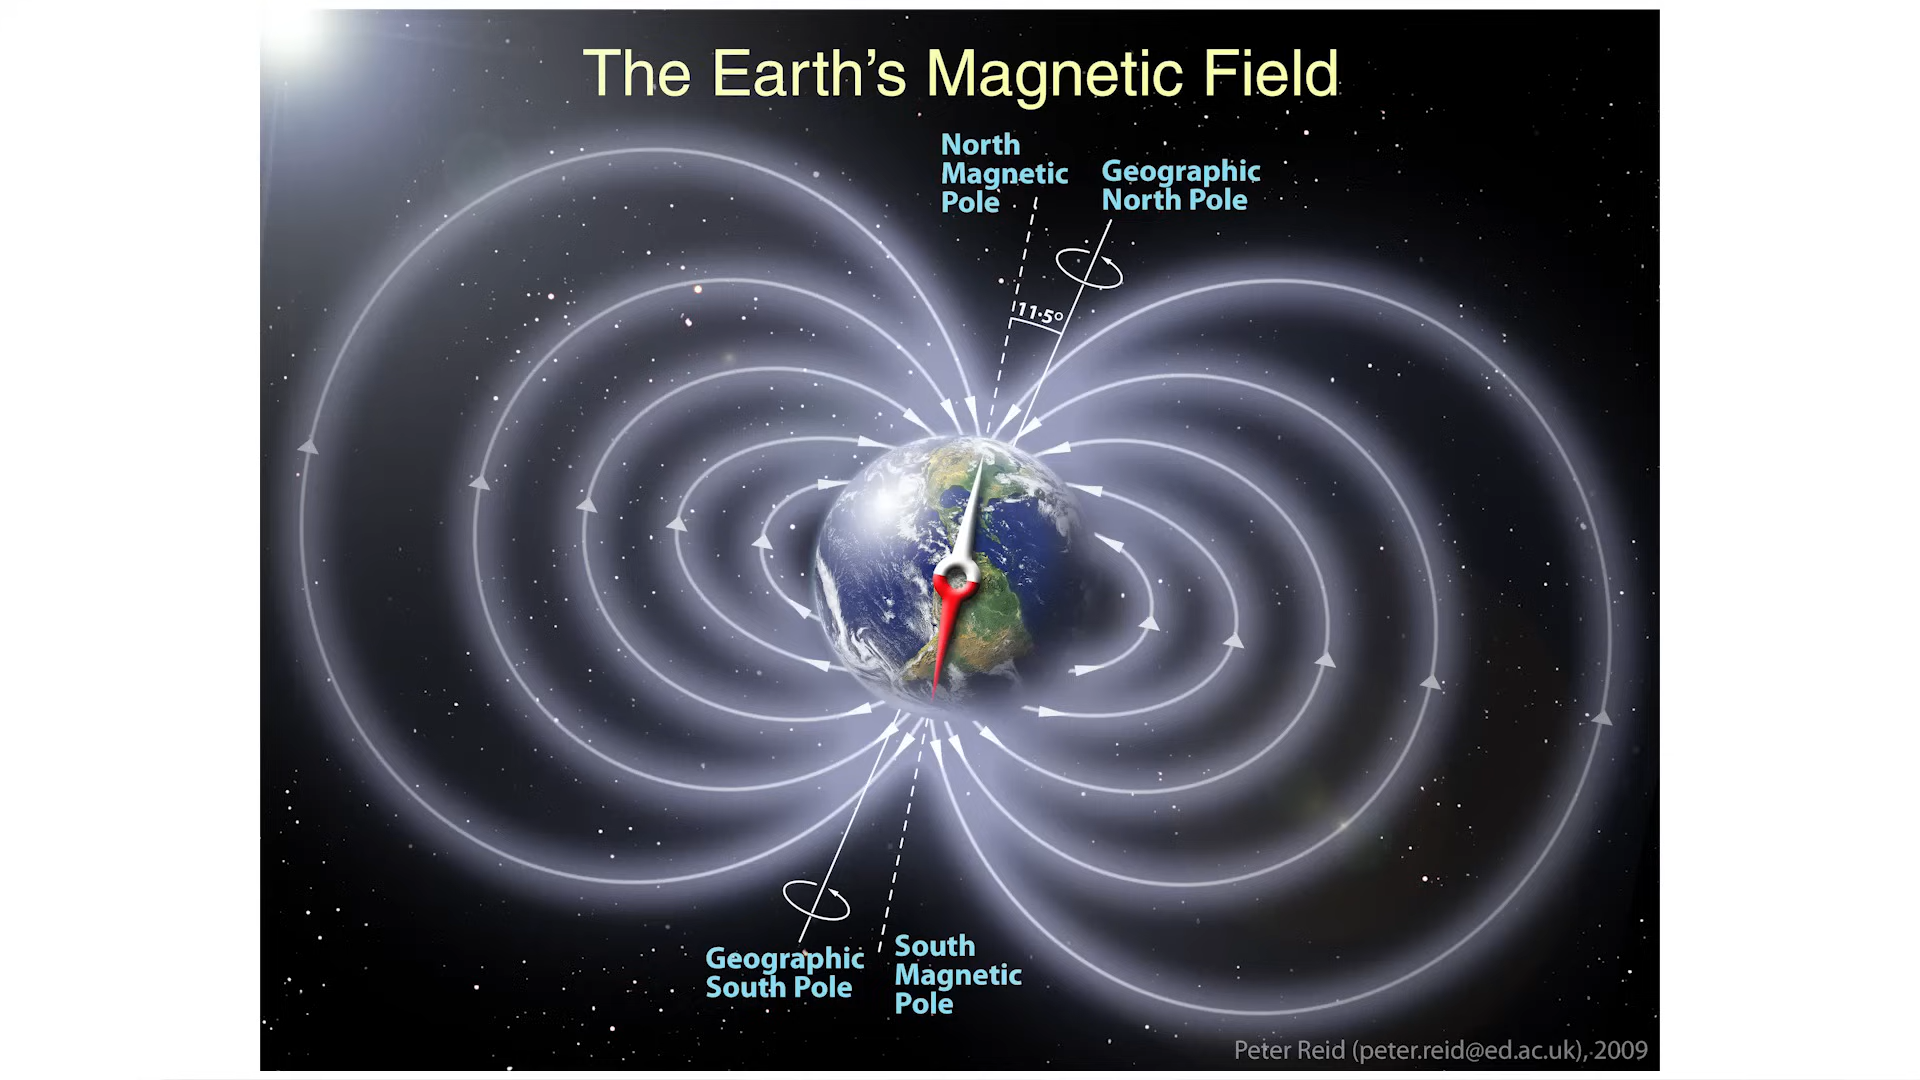 The Earth's Magnetic Field
North
Magnetic
Pole
Geographic
North Pole
11·5°
Geographic
South Pole
South
Magnetic
Pole
Peter Reid (peter.reid@ed.ac.uk), 2009